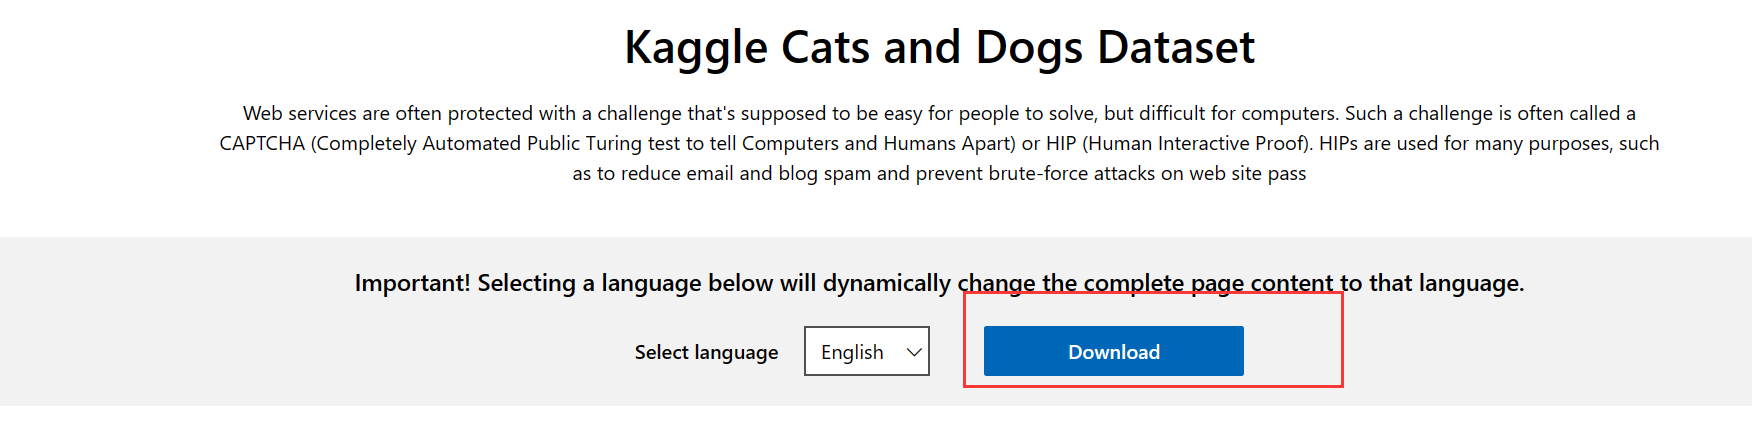 Kaggle Cats and Dogs Dataset
Web services are often protected with a challenge that's supposed to be easy for people to solve, but difficult for computers. Such a challenge is often called a
CAPTCHA (Completely Automated Public Turing test to tell Computers and Humans Apart) or HIP (Human Interactive Proof). HIPs are used for many purposes, such
as to reduce email and blog spam and prevent brute-force attacks on web site pass
Important! Selecting a language below will dynamically change the complete page content to that language.
Select language English Download